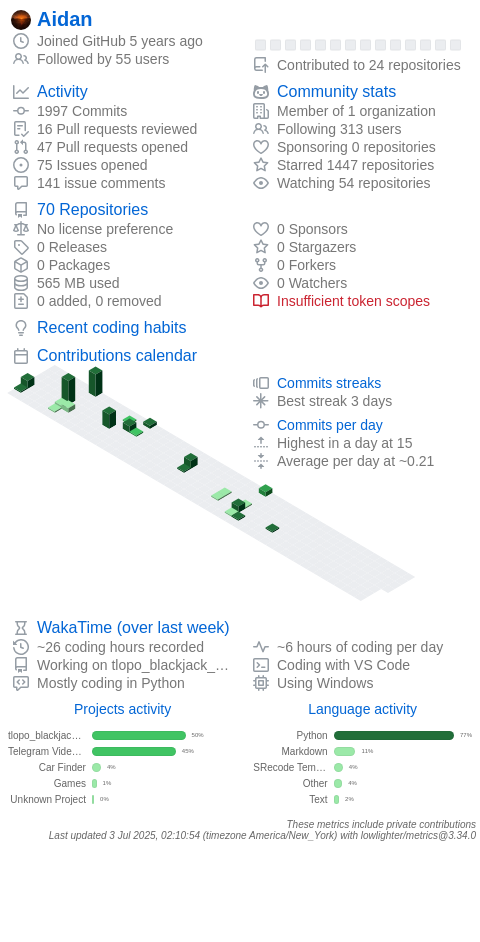 Aidan
Joined GitHub 5 years ago
Followed by 55 users
Contributed to 24 repositories
Activity
1997 Commits
16 Pull requests reviewed
47 Pull requests opened
75 Issues opened
141 issue comments
Community stats
Member of 1 organization
Following 313 users
Sponsoring 0 repositories
Starred 1447 repositories
Watching 54 repositories
70 Repositories
No license preference
0 Releases
0 Packages
565 MB used
0 added, 0 removed
0 Sponsors
0 Stargazers
0 Forkers
0 Watchers
Insufficient token scopes
Recent coding habits
Contributions calendar
Commits streaks
Best streak 3 days
Commits per day
Highest in a day at 15
Average per day at ~0.21
WakaTime (over last week)
~26 coding hours recorded
Working on tlopo_blackjack_…
Mostly coding in Python
~6 hours of coding per day
Coding with VS Code
Using Windows
Projects activity
tlopo_blackjac… 50%
Telegram Vide… 45%
Car Finder 4%
Games 1%
Unknown Project 0%
Language activity
Python 77%
Markdown 11%
SRecode Tem… 4%
Other 4%
Text 2%
These metrics include private contributions
Last updated 3 Jul 2025, 02:10:54 (timezone America/New_York) with lowlighter/metrics@3.34.0